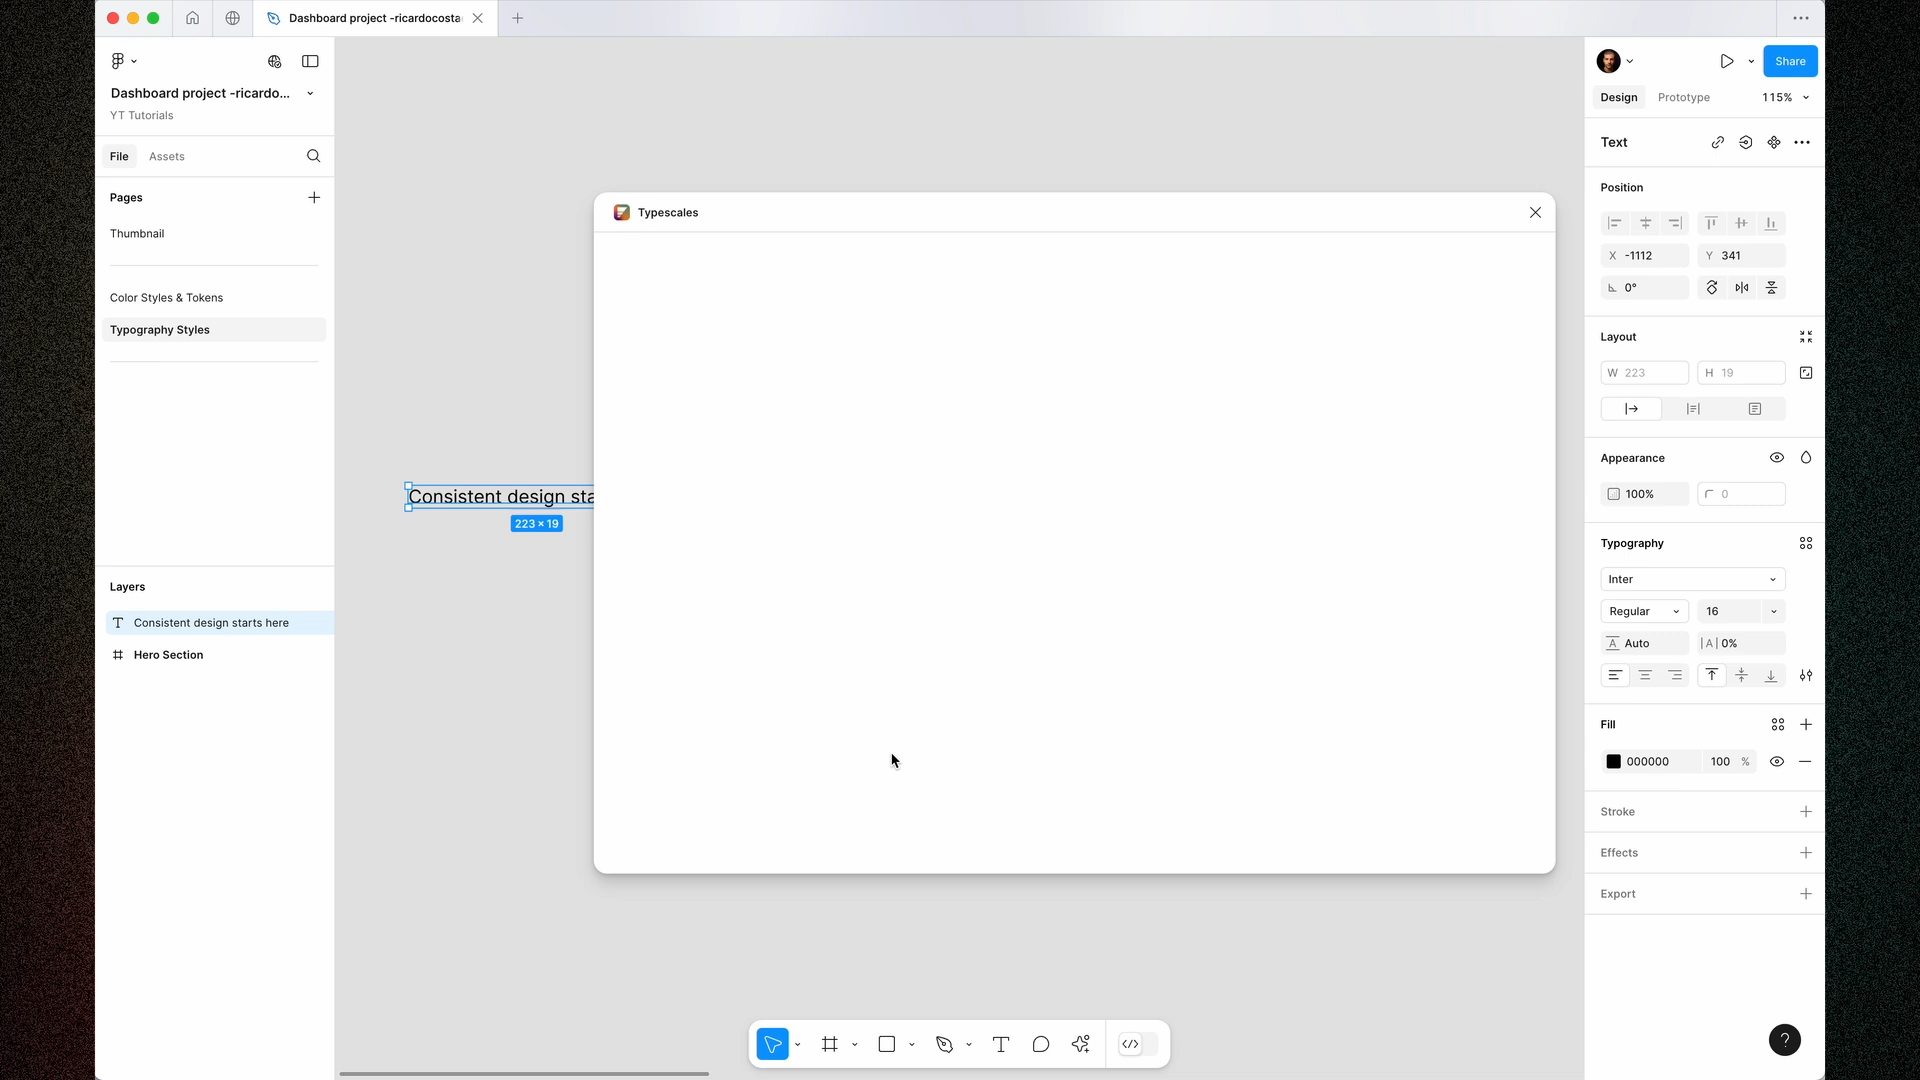 Dashboard project -ricardocosta
Dashboard project -ricardo...
YT Tutorials
File
Assets
Pages
Thumbnail
Color Styles & Tokens
Typography Styles
Layers
Consistent design starts here
Hero Section
Typescales
Consistent design sta
223 × 19
Share
Design
Prototype
115%
Text
Position
X -1112
Y 341
0°
Layout
W 223
H 19
Appearance
100%
0
Typography
Inter
Regular
16
Auto
0%
Fill
000000
100 %
Stroke
Effects
Export
?